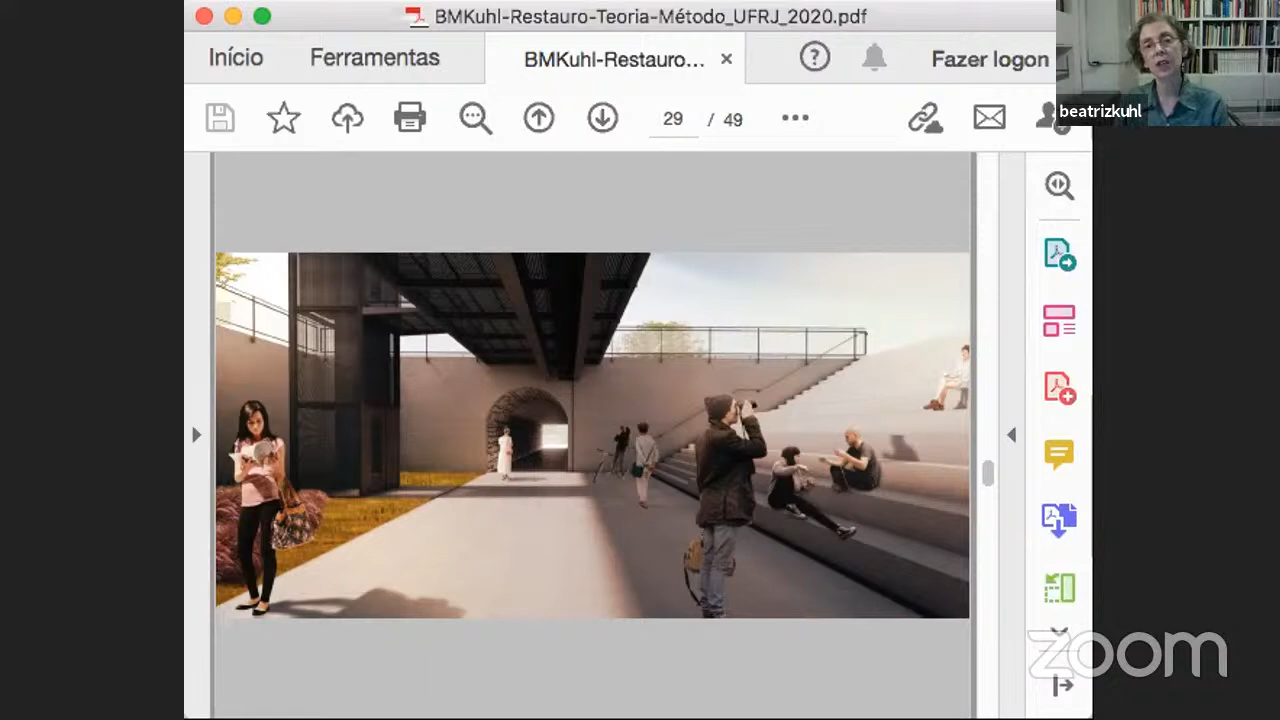 BMKuhl-Restauro-Teoria-Método_UFRJ_2020.pdf
Início
Ferramentas
BMKuhl-Restauro...
Fazer logon
29 / 49
beatrizkuhl
zoom